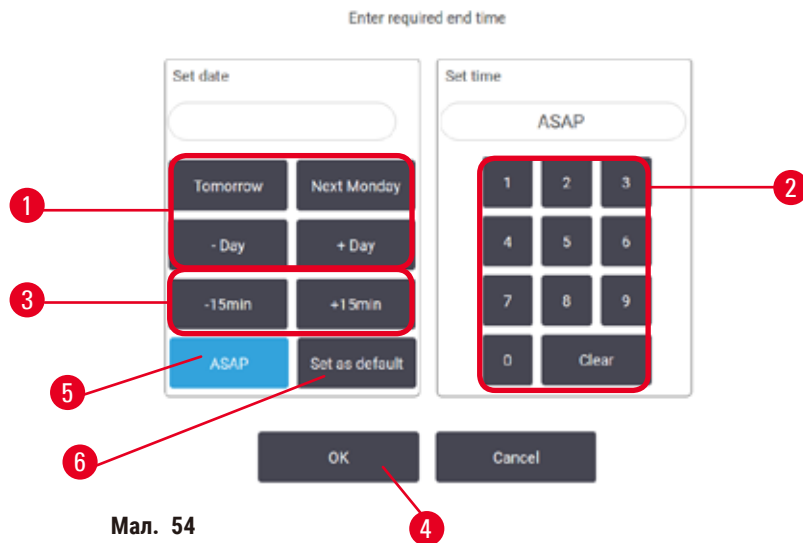 Enter required end time
Set date
Set time
ASAP
Tomorrow
Next Monday
- Day
+ Day
-15min
+15min
ASAP
Set as default
1
2
3
4
5
6
7
8
9
0
Clear
OK
Cancel
1
2
3
5
6
4
Мал. 54